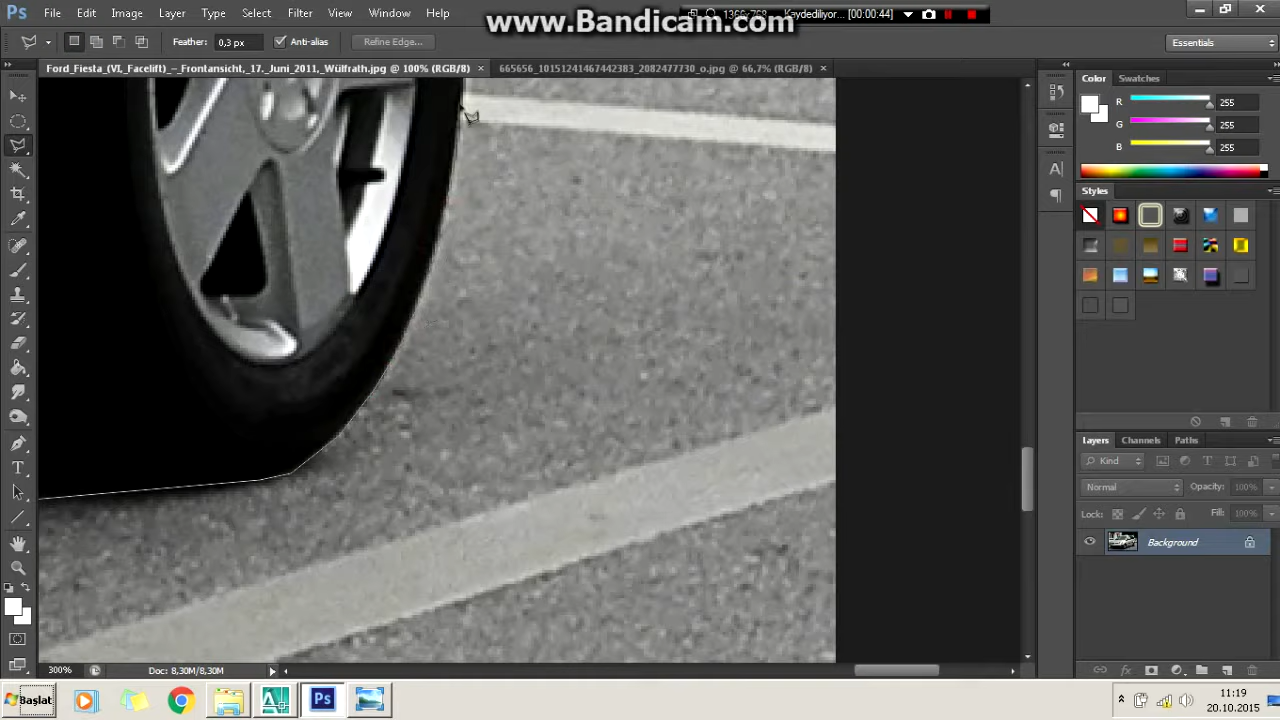 www.Bandicam.com
1366x768 Kaydediliyor... [00:00:44]
Ps File Edit Image Layer Type Select Filter View Window Help
Feather: 0,3 px Anti-alias Refine Edge... Essentials
Ford_Fiesta_(VI,_Facelift)_–_Frontansicht,_17._Juni_2011,_Wülfrath.jpg @ 100% (RGB/8) × 665656_10151241467442383_2082477730_o.jpg @ 66,7% (RGB/8) ×
Color Swatches
R 255
G 255
B 255
Styles
Layers Channels Paths
Kind
Normal Opacity: 100%
Lock: Fill: 100%
Background
300% Doc: 8,30M/8,30M
Başlat
Ps
11:19
20.10.2015